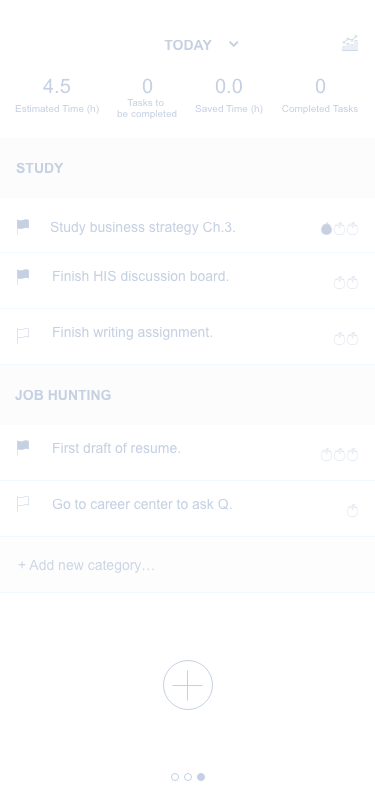 TODAY
4.5 0 0.0 0
Estimated Time (h) Tasks to be completed Saved Time (h) Completed Tasks
STUDY
Study business strategy Ch.3.
Finish HIS discussion board.
Finish writing assignment.
JOB HUNTING
First draft of resume.
Go to career center to ask Q.
+ Add new category…